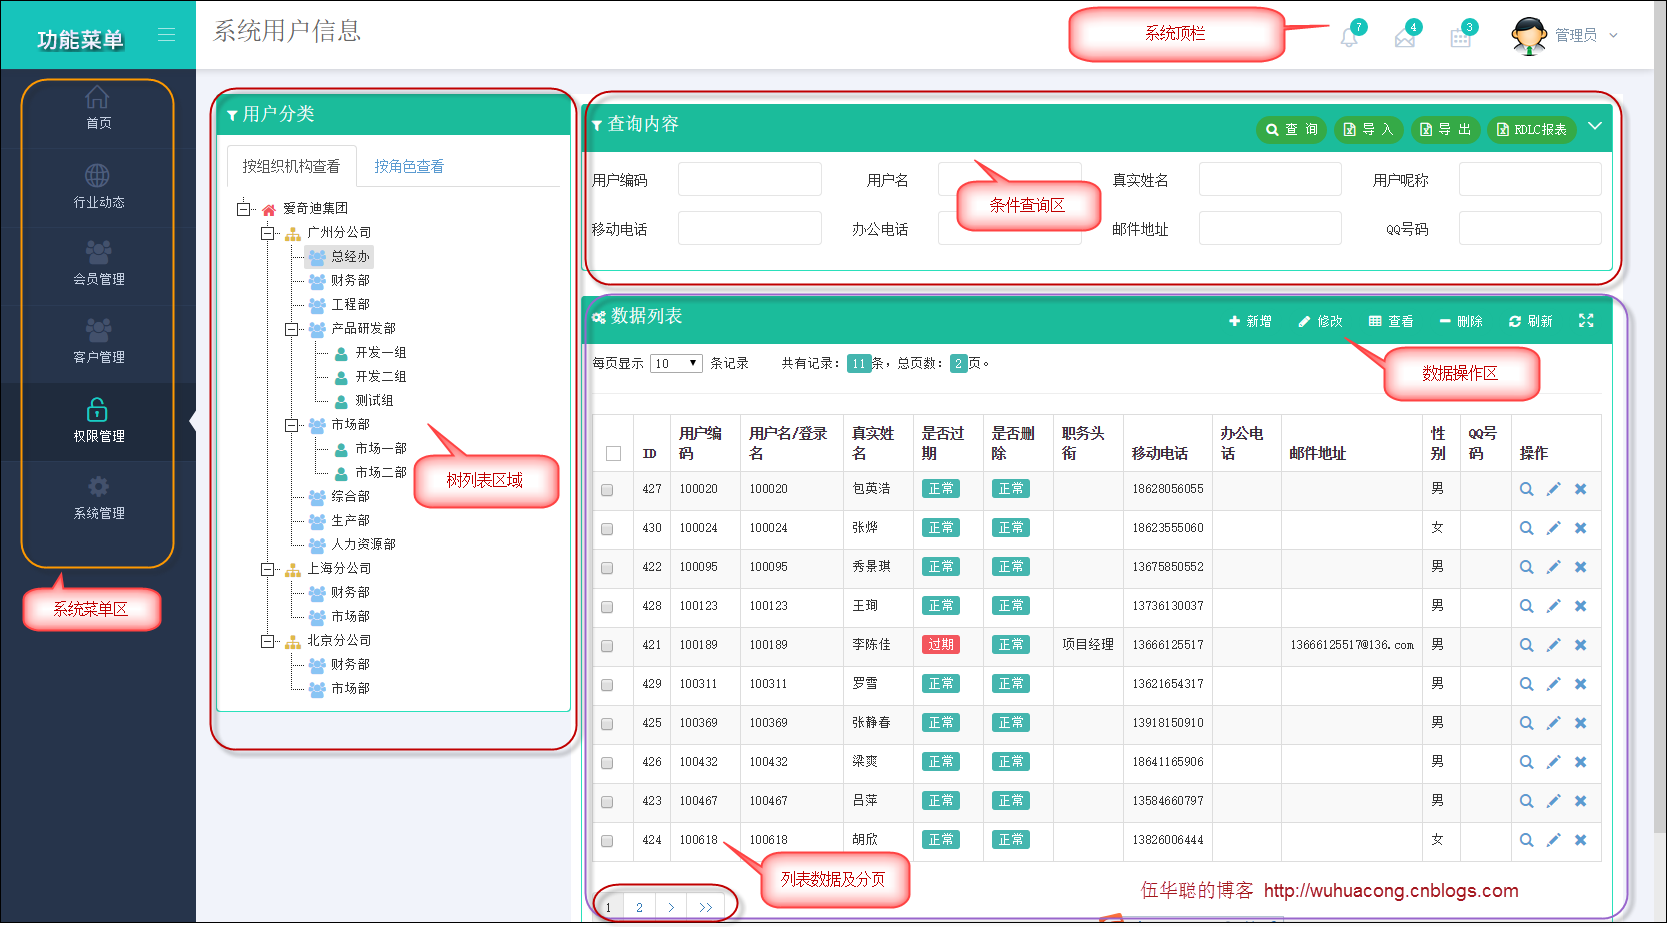 功能菜单
系统用户信息
系统顶栏
7
4
3
管理员
首页
行业动态
会员管理
客户管理
权限管理
系统管理
系统菜单区
用户分类
按组织机构查看 按角色查看
爱奇迪集团
广州分公司
总经办
财务部
工程部
产品研发部
开发一组
开发二组
测试组
市场部
市场一部
市场二部
综合部
生产部
人力资源部
上海分公司
财务部
市场部
北京分公司
财务部
市场部
树列表区域
查询内容
查 询 导 入 导 出 RDLC报表
用户编码 用户名 真实姓名 用户昵称
条件查询区
移动电话 办公电话 邮件地址 QQ号码
数据列表
新增 修改 查看 删除 刷新
每页显示 10 条记录 共有记录：11条，总页数：2页。
数据操作区
ID 用户编码 用户名/登录名 真实姓名 是否过期 是否删除 职务头衔 移动电话 办公电话 邮件地址 性别 QQ号码 操作
427 100020 100020 包英浩 正常 正常 18628056055 男
430 100024 100024 张烨 正常 正常 18623555060 女
422 100095 100095 秀景琪 正常 正常 13675850552 男
428 100123 100123 王珣 正常 正常 13736130037 男
421 100189 100189 李陈佳 过期 正常 项目经理 13666125517 13666125517@136.com 男
429 100311 100311 罗雪 正常 正常 13621654317 男
425 100369 100369 张静春 正常 正常 13918150910 男
426 100432 100432 梁爽 正常 正常 18641165906 男
423 100467 100467 吕萍 正常 正常 13584660797 男
424 100618 100618 胡欣 正常 正常 13826006444 女
列表数据及分页
伍华聪的博客 http://wuhuacong.cnblogs.com
1 2 > >>